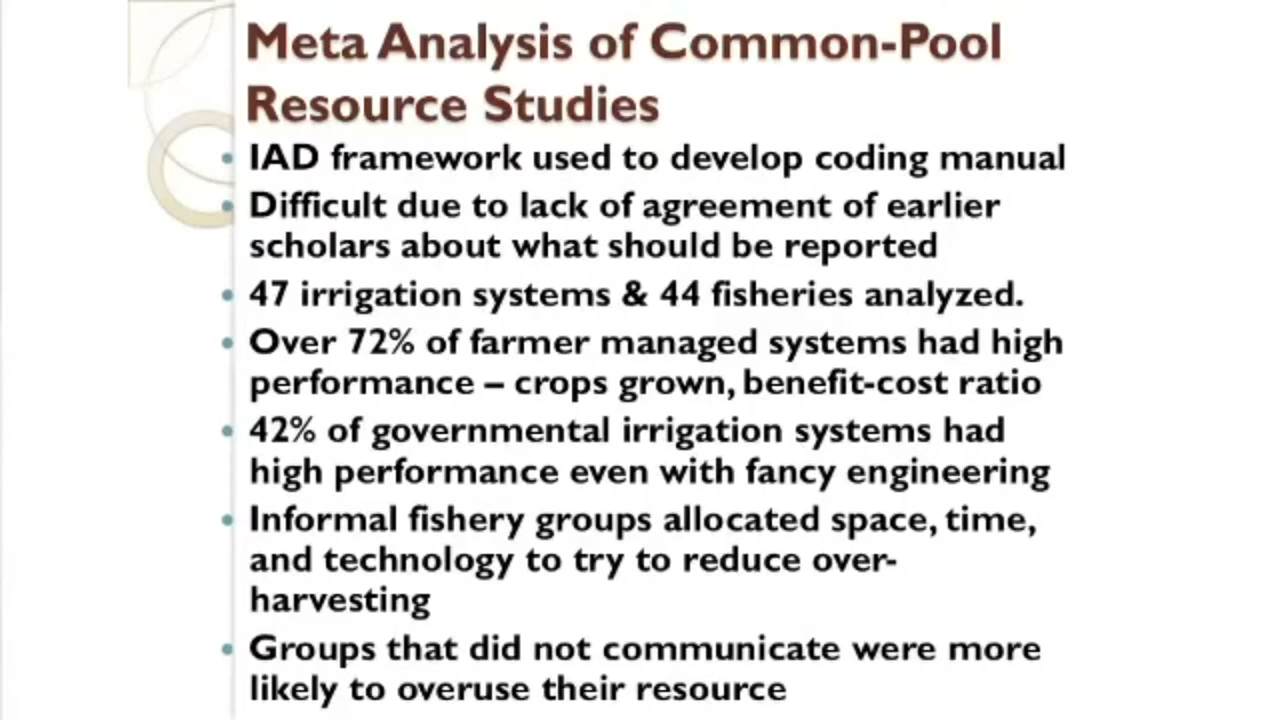 Meta Analysis of Common-Pool
Resource Studies
• IAD framework used to develop coding manual
• Difficult due to lack of agreement of earlier
scholars about what should be reported
• 47 irrigation systems & 44 fisheries analyzed.
• Over 72% of farmer managed systems had high
performance – crops grown, benefit-cost ratio
• 42% of governmental irrigation systems had
high performance even with fancy engineering
• Informal fishery groups allocated space, time,
and technology to try to reduce over-
harvesting
• Groups that did not communicate were more
likely to overuse their resource